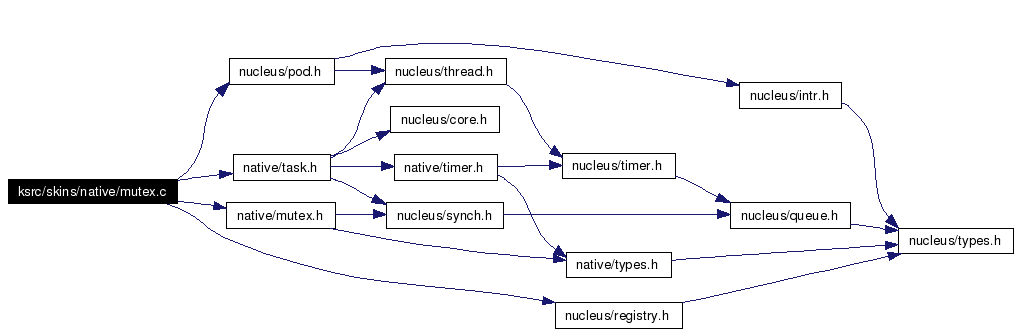 ksrc/skins/native/mutex.c
nucleus/pod.h
native/task.h
native/mutex.h
nucleus/thread.h
nucleus/core.h
native/timer.h
nucleus/synch.h
nucleus/timer.h
native/types.h
nucleus/registry.h
nucleus/intr.h
nucleus/queue.h
nucleus/types.h